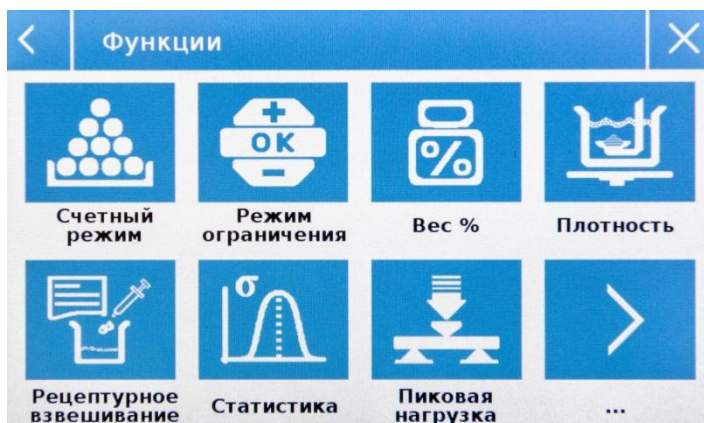 Функции
+
OK
-
%
Счетный
режим
Режим
ограничения
Вес %
Плотность
σ
Рецептурное
взвешивание
Статистика
Пиковая
нагрузка
...